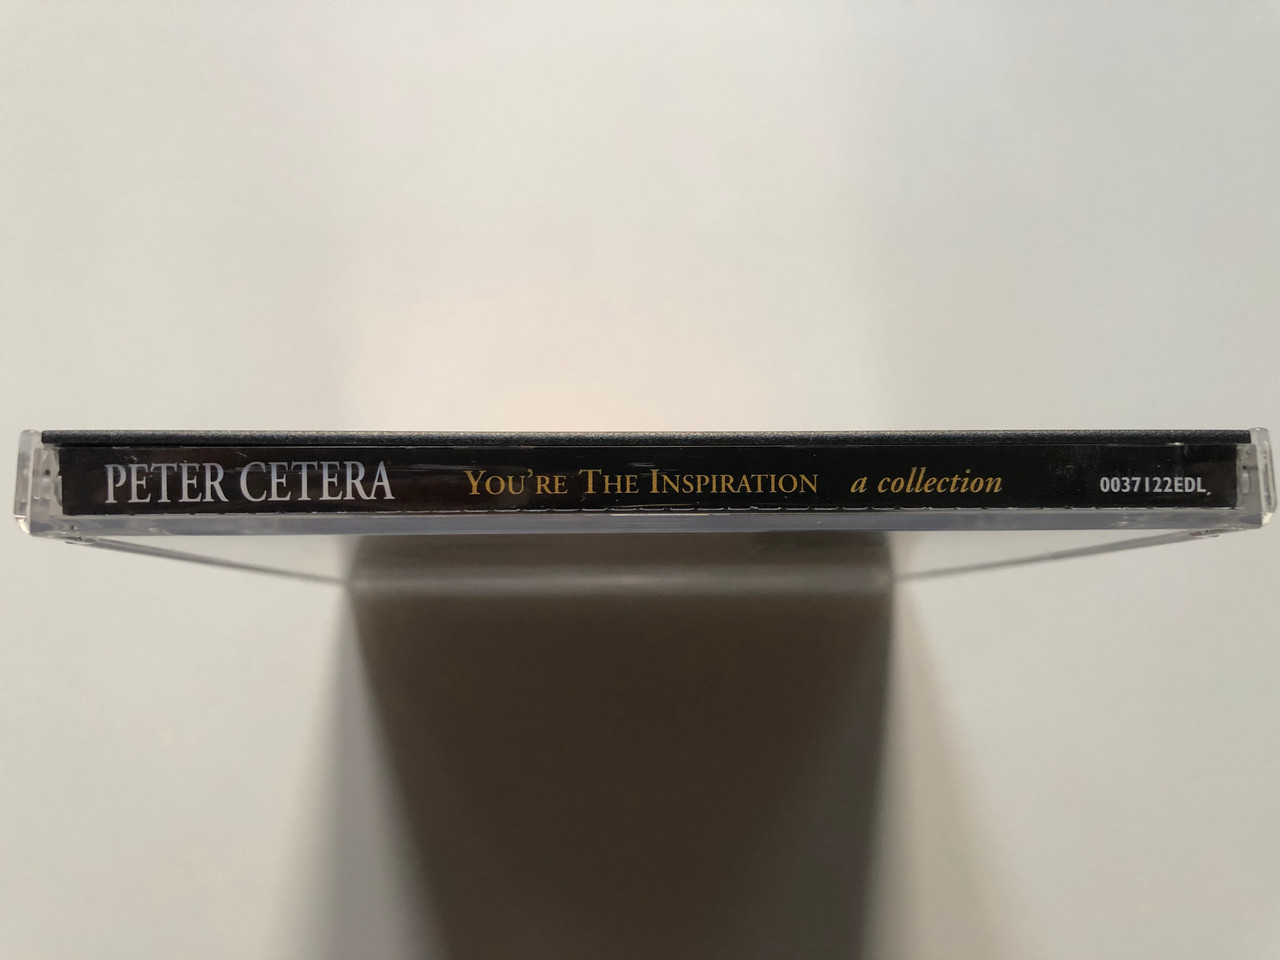 PETER CETERA YOU'RE THE INSPIRATION a collection 0037122EDL